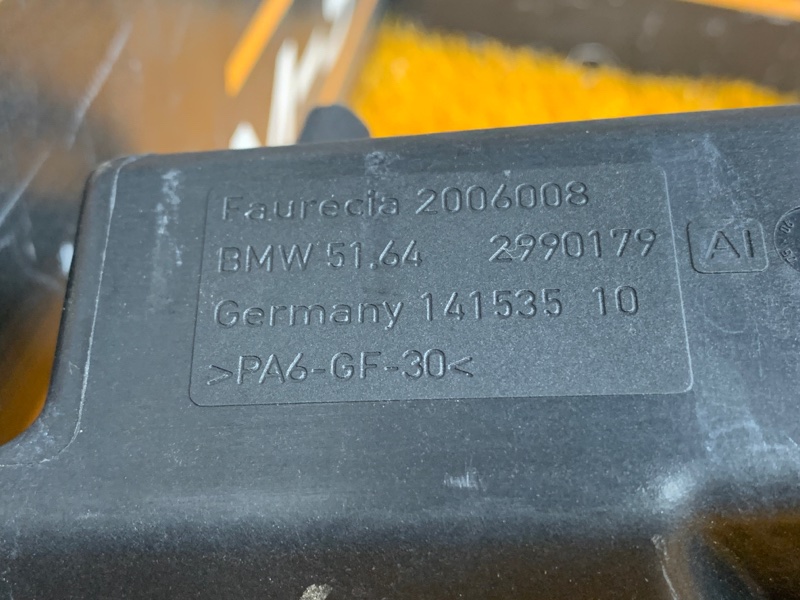 Faurecia 2006008
BMW 51.64 2990179
AI
Germany 141535 10
>PA6-GF-30<